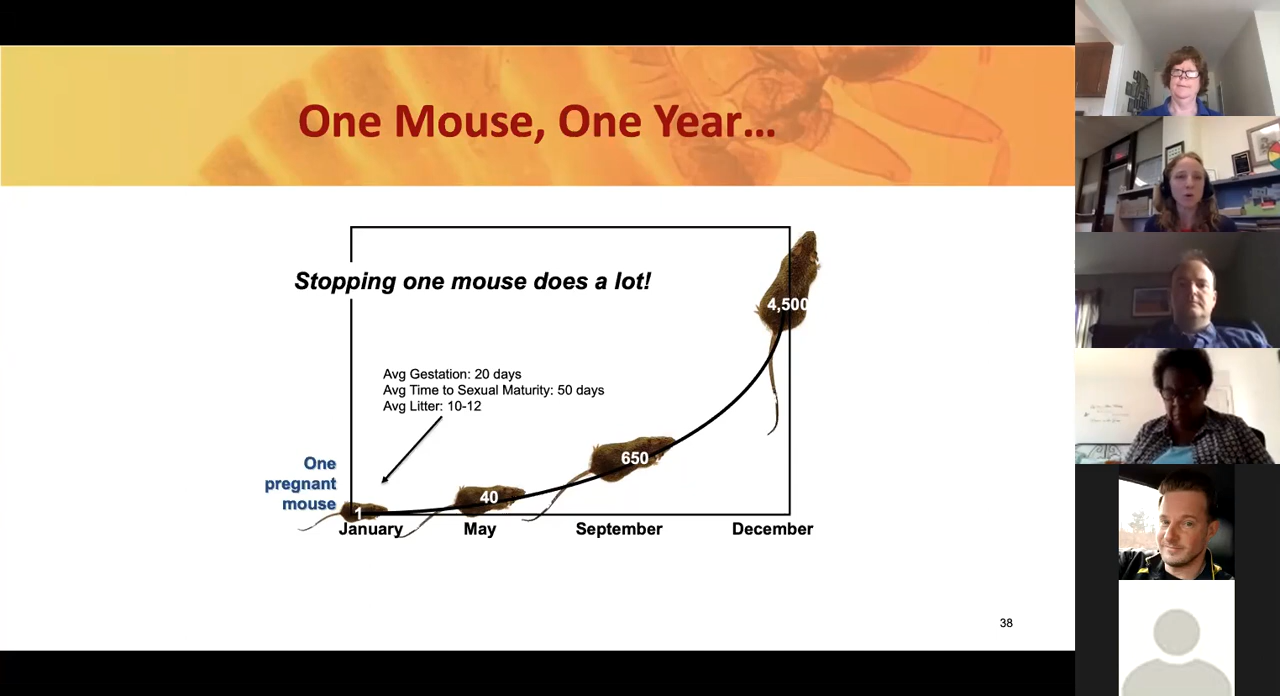 One Mouse, One Year...
Stopping one mouse does a lot!
4,500
Avg Gestation: 20 days
Avg Time to Sexual Maturity: 50 days
Avg Litter: 10-12
One
pregnant
mouse
650
40
1
January
May
September
December
38